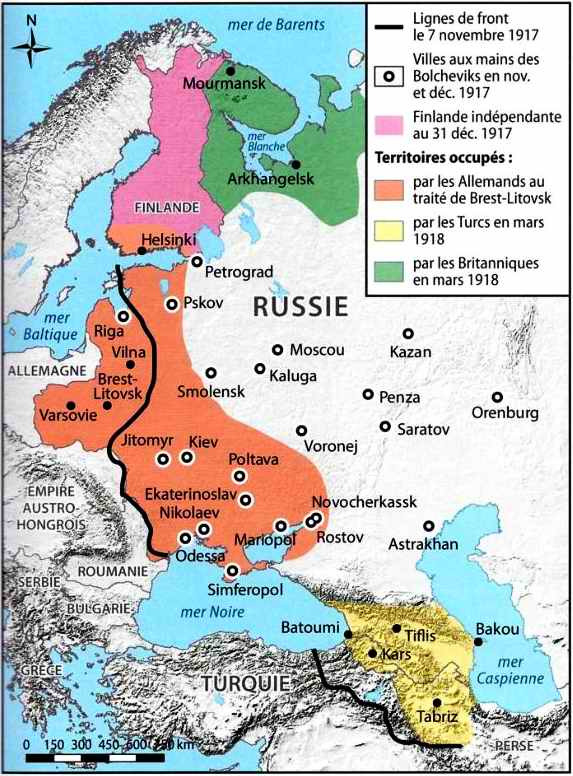 mer de Barents
N
Lignes de front
le 7 novembre 1917
Villes aux mains des
Bolcheviks en nov.
et déc. 1917
Finlande indépendante
au 31 déc. 1917
Territoires occupés :
par les Allemands au
traité de Brest-Litovsk
par les Turcs en mars
1918
par les Britanniques
en mars 1918
Mourmansk
mer
Blanche
Arkhangelsk
FINLANDE
Helsinki
Petrograd
Pskov
RUSSIE
mer
Baltique
Riga
Moscou
Kazan
Vilna
Kaluga
ALLEMAGNE
Brest-
Litovsk
Smolensk
Penza
Orenburg
Varsovie
Saratov
Voronej
Jitomyr
Kiev
Poltava
EMPIRE
AUSTRO
HONGROIS
Ekaterinoslav
Novocherkassk
Nikolaev
Mariopol
Rostov
Astrakhan
Odessa
ROUMANIE
Simferopol
SERBIE
BULGARIE
mer Noire
Batoumi
Tiflis
Bakou
Kars
GRÈCE
TURQUIE
mer
Caspienne
Tabriz
PERSE
0 150 300 450 600 750 km